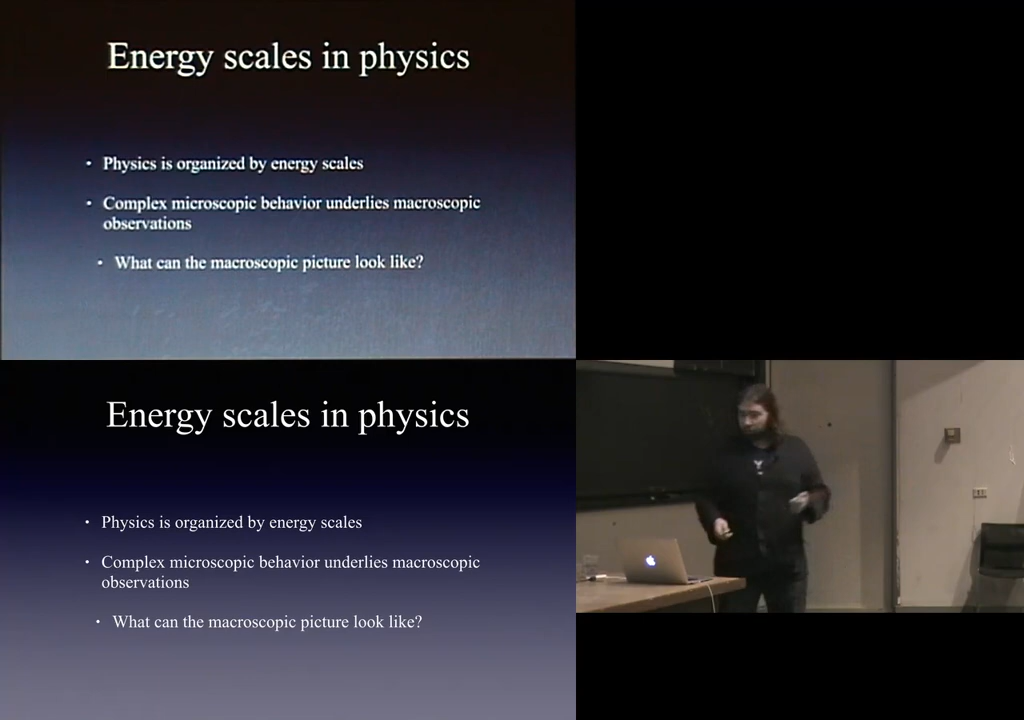 Energy scales in physics
• Physics is organized by energy scales
• Complex microscopic behavior underlies macroscopic
observations
• What can the macroscopic picture look like?
Energy scales in physics
• Physics is organized by energy scales
• Complex microscopic behavior underlies macroscopic
observations
• What can the macroscopic picture look like?